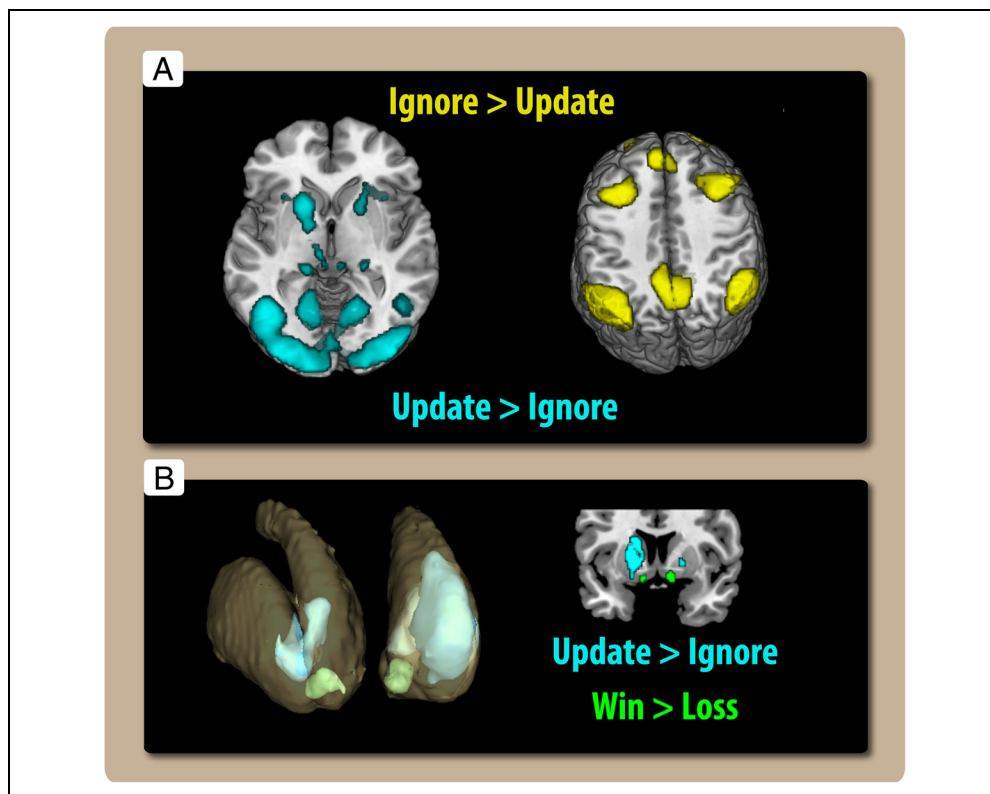 A
Ignore > Update
Update > Ignore
B
Update > Ignore
Win > Loss